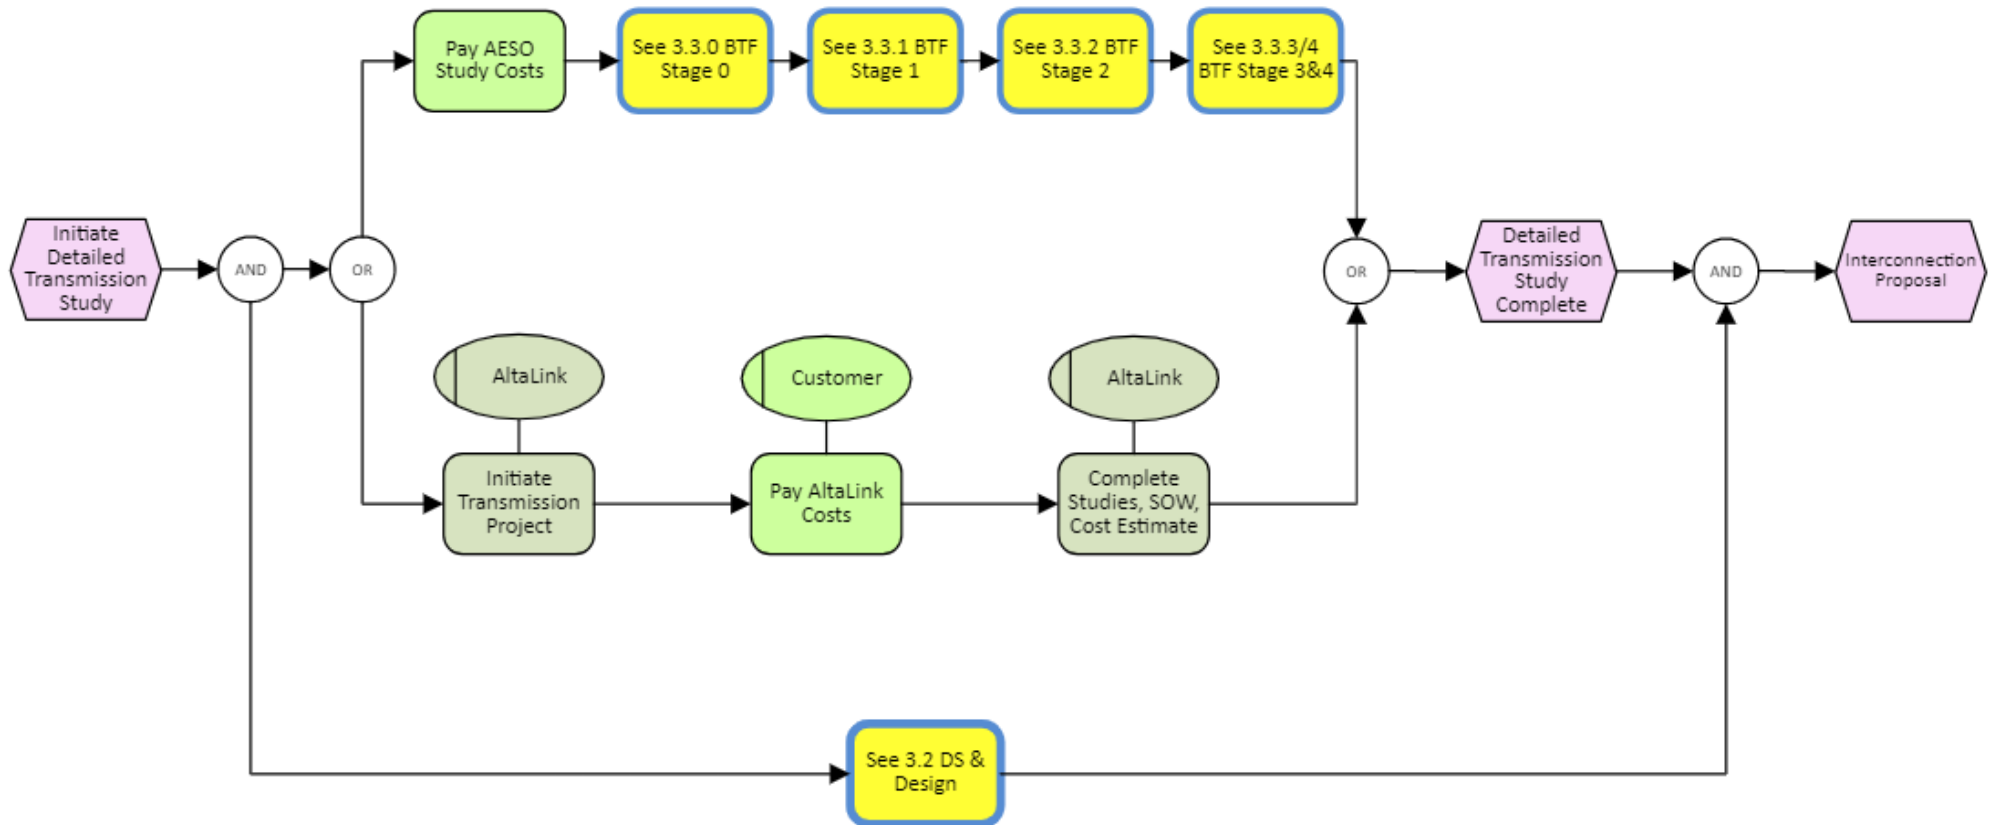 Pay AESO
Study Costs
See 3.3.0 BTF
Stage 0
See 3.3.1 BTF
Stage 1
See 3.3.2 BTF
Stage 2
See 3.3.3/4
BTF Stage 3&4
Initiate
Detailed
Transmission
Study
AND
OR
OR
Detailed
Transmission
Study
Complete
AND
Interconnection
Proposal
AltaLink
Customer
AltaLink
Initiate
Transmission
Project
Pay AltaLink
Costs
Complete
Studies, SOW,
Cost Estimate
See 3.2 DS &
Design